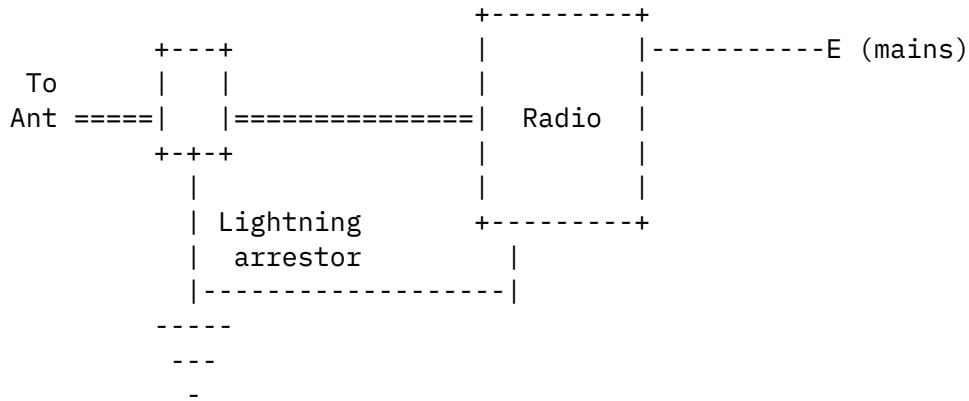 E (mains)
To
Ant
Radio
Lightning
arrestor